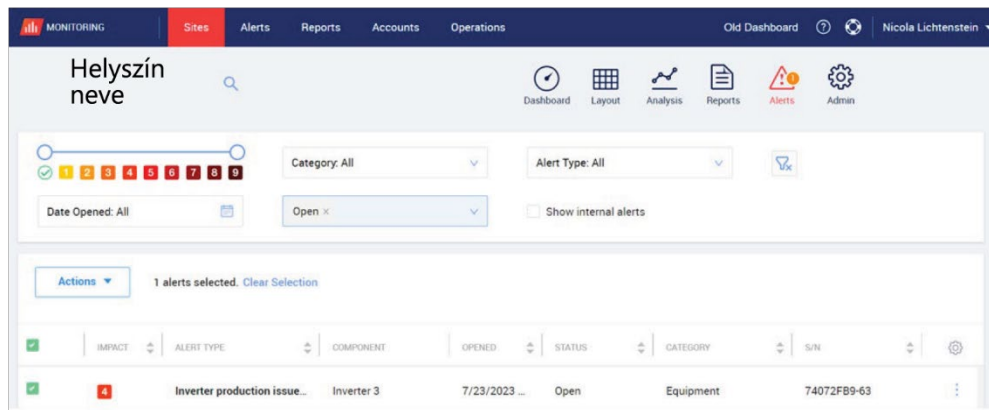 MONITORING Sites Alerts Reports Accounts Operations Old Dashboard ? Nicola Lichtenstein
Helyszín
neve
Dashboard Layout Analysis Reports 1 Alerts Admin
Category: All Alert Type: All
1 2 3 4 5 6 7 8 9
Date Opened: All Open × Show internal alerts
Actions 1 alerts selected. Clear Selection
IMPACT ALERT TYPE COMPONENT OPENED STATUS CATEGORY S/N
4 Inverter production issue... Inverter 3 7/23/2023 ... Open Equipment 74072FB9-63